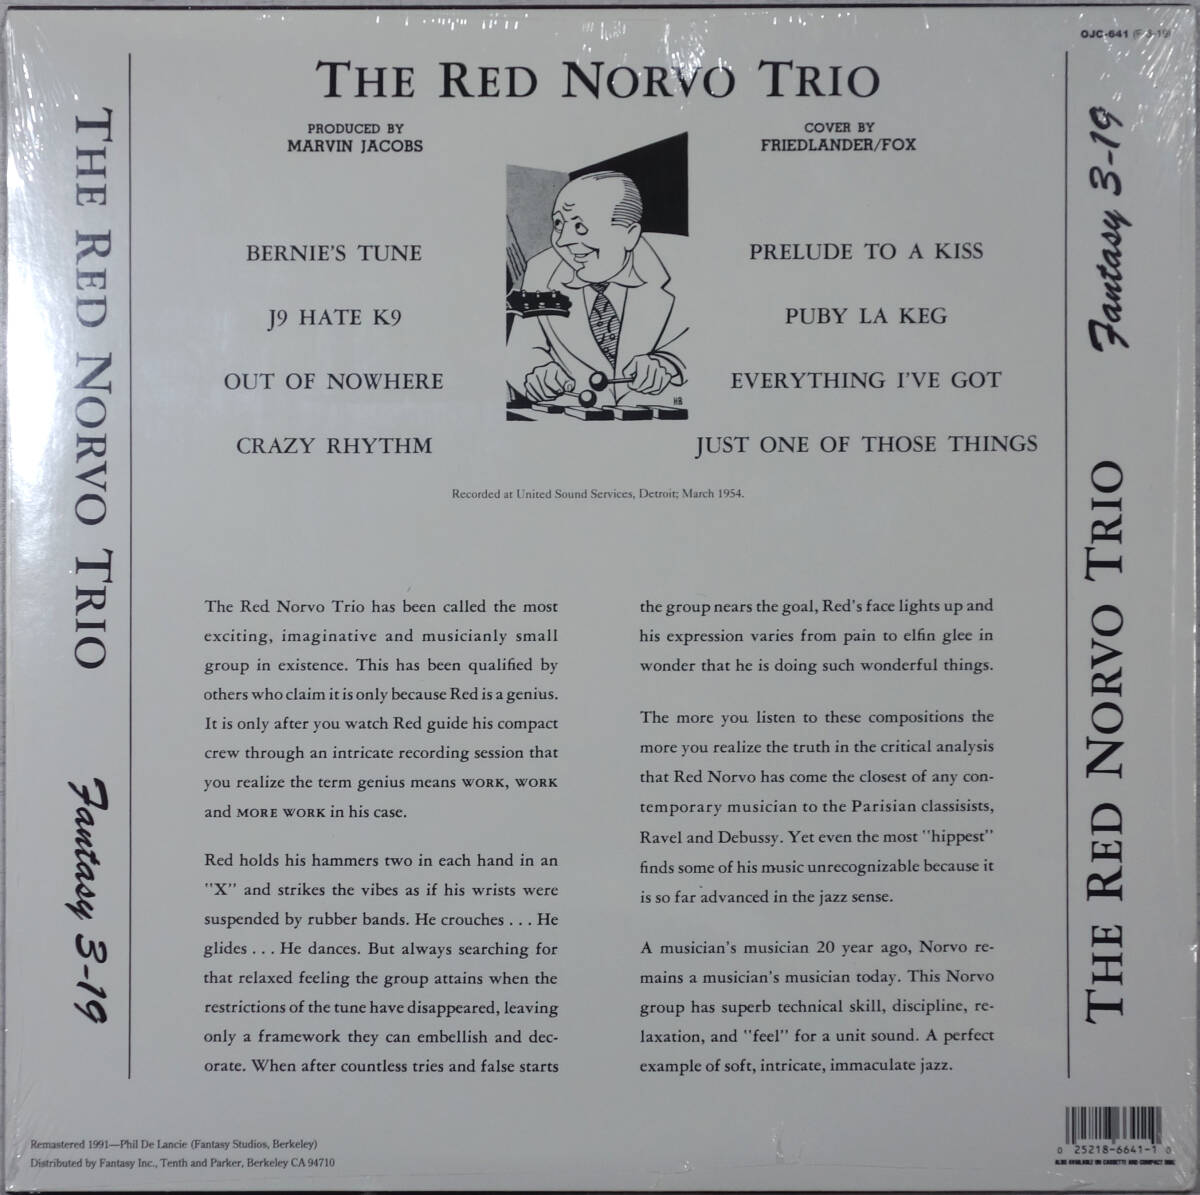 OJC-641 (F-3-19)
THE RED NORVO TRIO
PRODUCED BY
MARVIN JACOBS
COVER BY
FRIEDLANDER/FOX
BERNIE'S TUNE
J9 HATE K9
OUT OF NOWHERE
CRAZY RHYTHM
PRELUDE TO A KISS
PUBY LA KEG
EVERYTHING I'VE GOT
JUST ONE OF THOSE THINGS
HB
Recorded at United Sound Services, Detroit; March 1954.
The Red Norvo Trio has been called the most
exciting, imaginative and musicianly small
group in existence. This has been qualified by
others who claim it is only because Red is a genius.
It is only after you watch Red guide his compact
crew through an intricate recording session that
you realize the term genius means WORK, WORK
and MORE WORK in his case.
Red holds his hammers two in each hand in an
"X" and strikes the vibes as if his wrists were
suspended by rubber bands. He crouches . . . He
glides . . . He dances. But always searching for
that relaxed feeling the group attains when the
restrictions of the tune have disappeared, leaving
only a framework they can embellish and dec-
orate. When after countless tries and false starts
the group nears the goal, Red's face lights up and
his expression varies from pain to elfin glee in
wonder that he is doing such wonderful things.
The more you listen to these compositions the
more you realize the truth in the critical analysis
that Red Norvo has come the closest of any con-
temporary musician to the Parisian classisists,
Ravel and Debussy. Yet even the most "hippest"
finds some of his music unrecognizable because it
is so far advanced in the jazz sense.
A musician's musician 20 year ago, Norvo re-
mains a musician's musician today. This Norvo
group has superb technical skill, discipline, re-
laxation, and "feel" for a unit sound. A perfect
example of soft, intricate, immaculate jazz.
THE RED NORVO TRIO Fantasy 3-19
THE RED NORVO TRIO Fantasy 3-19
Remastered 1991—Phil De Lancie (Fantasy Studios, Berkeley)
Distributed by Fantasy Inc., Tenth and Parker, Berkeley CA 94710
0 25218-6641-1 0
ALSO AVAILABLE ON CASSETTE AND COMPACT DISC